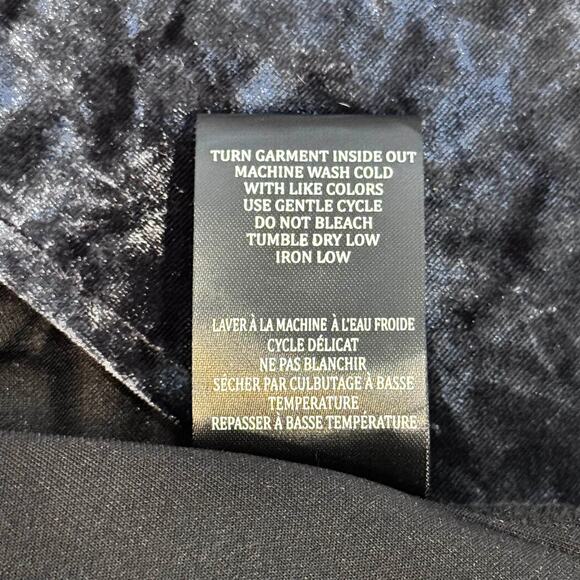 TURN GARMENT INSIDE OUT
MACHINE WASH COLD
WITH LIKE COLORS
USE GENTLE CYCLE
DO NOT BLEACH
TUMBLE DRY LOW
IRON LOW
LAVER À LA MACHINE À L'EAU FROIDE
CYCLE DÉLICAT
NE PAS BLANCHIR
SÉCHER PAR CULBUTAGE À BASSE
TEMPÉRATURE
REPASSER À BASSE TEMPÉRATURE